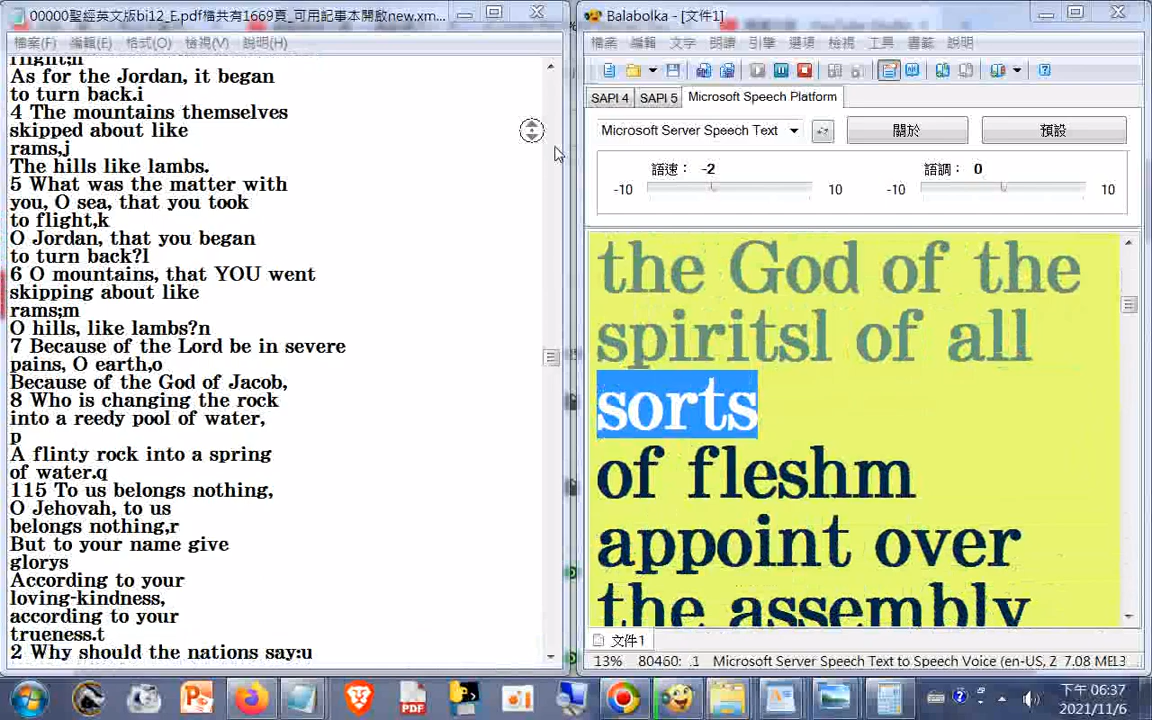 00000聖經英文版bi12_E.pdf檔共有1669頁_可用記事本開啟new.xm...
檔案(F) 編輯(E) 格式(O) 檢視(V) 說明(H)
flight;h
As for the Jordan, it began
to turn back.i
4 The mountains themselves
skipped about like
rams,j
The hills like lambs.
5 What was the matter with
you, O sea, that you took
to flight,k
O Jordan, that you began
to turn back?l
6 O mountains, that YOU went
skipping about like
rams;m
O hills, like lambs?n
7 Because of the Lord be in severe
pains, O earth,o
Because of the God of Jacob,
8 Who is changing the rock
into a reedy pool of water,
p
A flinty rock into a spring
of water.q
115 To us belongs nothing,
O Jehovah, to us
belongs nothing,r
But to your name give
glorys
According to your
loving-kindness,
according to your
trueness.t
2 Why should the nations say:u
Balabolka - [文件1]
檔案 編輯 文字 朗讀 引擎 選項 檢視 工具 書籤 說明
SAPI 4 SAPI 5 Microsoft Speech Platform
Microsoft Server Speech Text 關於 預設
語速： -2 語調： 0
-10 10 -10 10
the God of the
spiritsl of all
sorts
of fleshm
appoint over
the assembly
文件1
13% 80460: .1 Microsoft Server Speech Text to Speech Voice (en-US, Z 7.08 ME
下午 06:37
2021/11/6